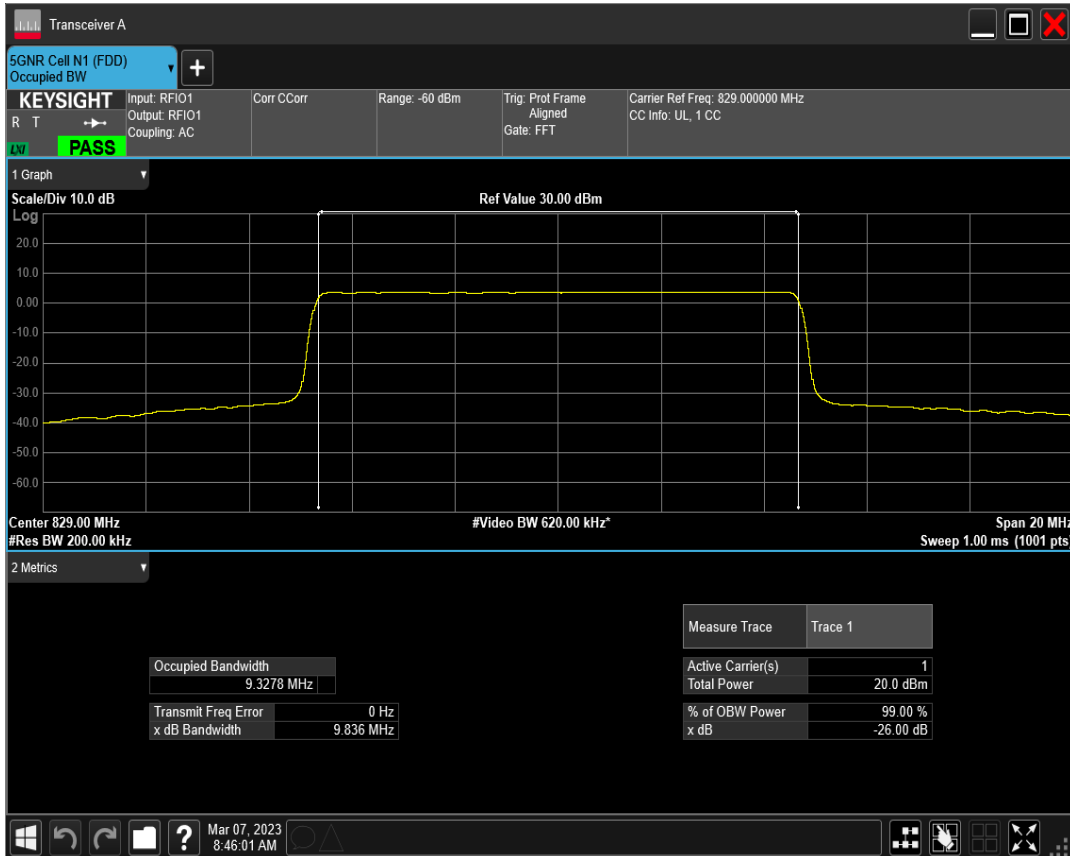 Transceiver A
5GNR Cell N1 (FDD)
Occupied BW
+
KEYSIGHT
R T
LXI
PASS
Input: RFIO1
Output: RFIO1
Coupling: AC
Corr CCorr
Range: -60 dBm
Trig: Prot Frame
Aligned
Gate: FFT
Carrier Ref Freq: 829.000000 MHz
CC Info: UL, 1 CC
1 Graph
Scale/Div 10.0 dB
Ref Value 30.00 dBm
Log
20.0
10.0
0.00
-10.0
-20.0
-30.0
-40.0
-50.0
-60.0
Center 829.00 MHz
#Video BW 620.00 kHz*
Span 20 MHz
#Res BW 200.00 kHz
Sweep 1.00 ms (1001 pts)
2 Metrics
Measure Trace Trace 1
Occupied Bandwidth
9.3278 MHz
Active Carrier(s) 1
Total Power 20.0 dBm
Transmit Freq Error 0 Hz
x dB Bandwidth 9.836 MHz
% of OBW Power 99.00 %
x dB -26.00 dB
?
Mar 07, 2023
8:46:01 AM